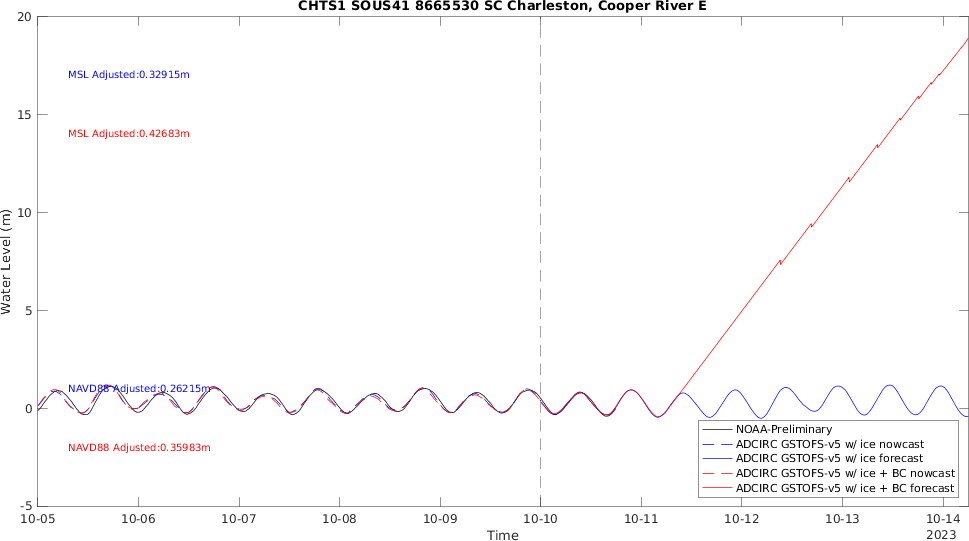 CHTS1 SOUS41 8665530 SC Charleston, Cooper River E
20
15
10
5
0
-5
Water Level (m)
MSL Adjusted:0.32915m
MSL Adjusted:0.42683m
NAVD88 Adjusted:0.26215m
NAVD88 Adjusted:0.35983m
NOAA-Preliminary
ADCIRC GSTOFS-v5 w/ ice nowcast
ADCIRC GSTOFS-v5 w/ ice forecast
ADCIRC GSTOFS-v5 w/ ice + BC nowcast
ADCIRC GSTOFS-v5 w/ ice + BC forecast
10-05 10-06 10-07 10-08 10-09 10-10 10-11 10-12 10-13 10-14
2023
Time